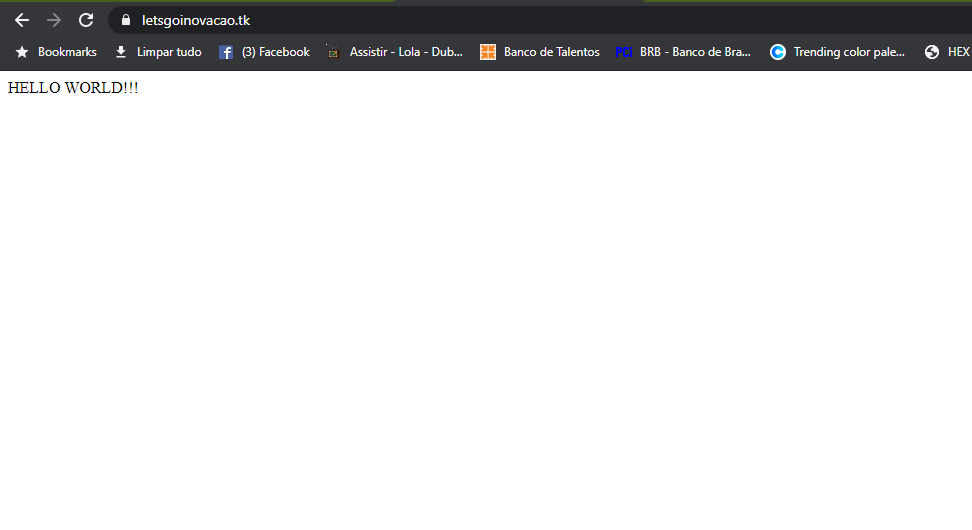 letsgoinovacao.tk
Bookmarks Limpar tudo (3) Facebook Assistir - Lola - Dub... Banco de Talentos PCi BRB - Banco de Bra... Trending color pale... HEX
HELLO WORLD!!!